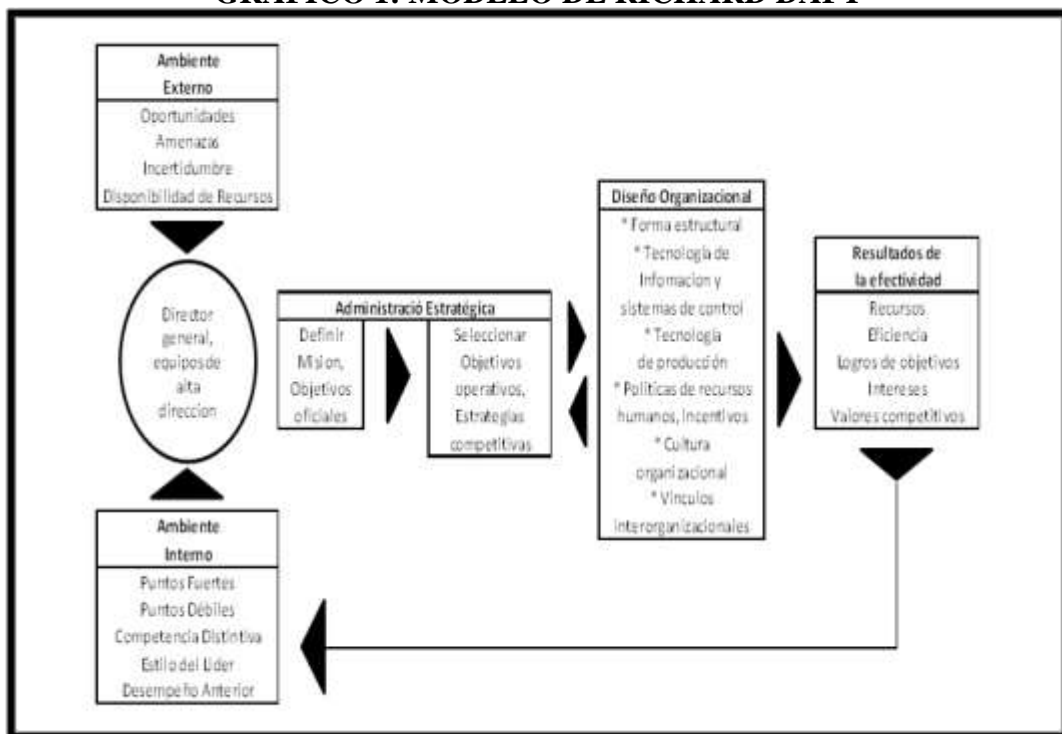 GRÁFICO 1. MODELO DE RICHARD DAFT
Ambiente
Externo
Oportunidades
Amenazas
Incertidumbre
Disponibilidad de Recursos
Director
general,
equipos de
alta
direccion
Ambiente
Interno
Puntos Fuertes
Puntos Débiles
Competencia Distintiva
Estilo del Lider
Desempeño Anterior
Administració Estratégica
Definir
Mision,
Objetivos
oficiales
Seleccionar
Objetivos
operativos,
Estrategias
competitivas
Diseño Organizacional
* Forma estructural
* Tecnología de
Infomacion y
sistemas de control
* Tecnología
de producción
* Políticas de recursos
humanos, Incentivos
* Cultura
organizacional
* Vinculos
interorganizacionales
Resultados de
la efectividad
Recursos
Eficiencia
Logros de objetivos
Intereses
Valores competitivos